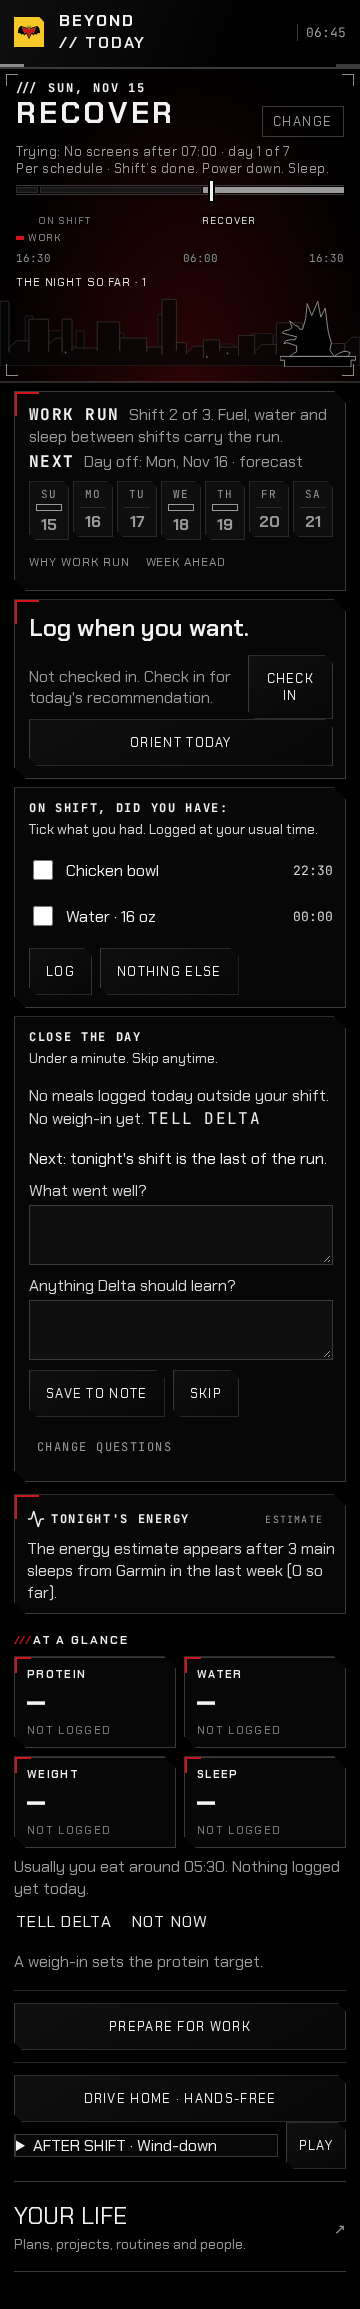 BEYOND
// TODAY
06:45
/// SUN, NOV 15
RECOVER
CHANGE
Trying: No screens after 07:00 · day 1 of 7
Per schedule · Shift's done. Power down. Sleep.
ON SHIFT
RECOVER
WORK
16:30
06:00
16:30
THE NIGHT SO FAR · 1
WORK RUN Shift 2 of 3. Fuel, water and
sleep between shifts carry the run.
NEXT Day off: Mon, Nov 16 · forecast
SU MO TU WE TH FR SA
15 16 17 18 19 20 21
WHY WORK RUN WEEK AHEAD
Log when you want.
Not checked in. Check in for
today's recommendation.
CHECK
IN
ORIENT TODAY
ON SHIFT, DID YOU HAVE:
Tick what you had. Logged at your usual time.
Chicken bowl 22:30
Water · 16 oz 00:00
LOG NOTHING ELSE
CLOSE THE DAY
Under a minute. Skip anytime.
No meals logged today outside your shift.
No weigh-in yet. TELL DELTA
Next: tonight's shift is the last of the run.
What went well?
Anything Delta should learn?
SAVE TO NOTE SKIP
CHANGE QUESTIONS
TONIGHT'S ENERGY ESTIMATE
The energy estimate appears after 3 main
sleeps from Garmin in the last week (0 so
far).
///AT A GLANCE
PROTEIN
—
NOT LOGGED
WATER
—
NOT LOGGED
WEIGHT
—
NOT LOGGED
SLEEP
—
NOT LOGGED
Usually you eat around 05:30. Nothing logged
yet today.
TELL DELTA NOT NOW
A weigh-in sets the protein target.
PREPARE FOR WORK
DRIVE HOME · HANDS-FREE
▶ AFTER SHIFT · Wind-down
PLAY
YOUR LIFE
Plans, projects, routines and people.
↗